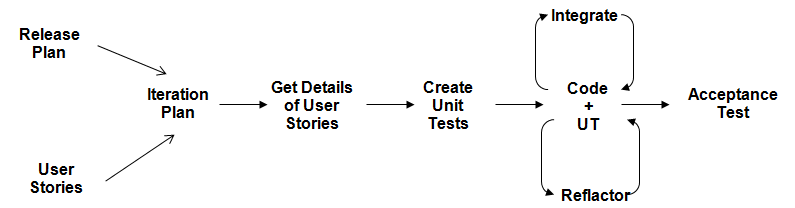 Release
Plan
User
Stories
Iteration
Plan
Get Details
of User
Stories
Create
Unit
Tests
Integrate
Code
+
UT
Reflactor
Acceptance
Test